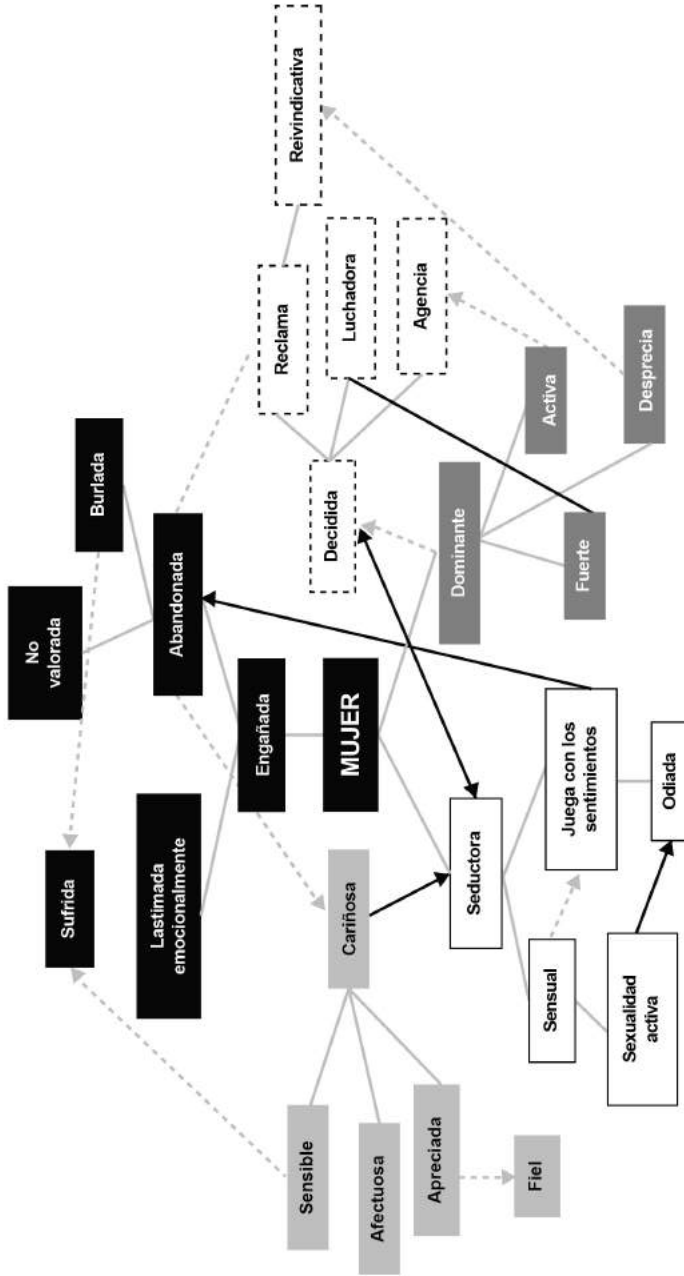 No
valorada
Burlada
Sufrida
Abandonada
Lastimada
emocionalmente
Engañada
MUJER
Reclama
Reivindicativa
Luchadora
Agencia
Decidida
Dominante
Activa
Fuerte
Desprecia
Cariñosa
Sensible
Afectuosa
Apreciada
Fiel
Seductora
Sensual
Juega con los
sentimientos
Sexualidad
activa
Odiada